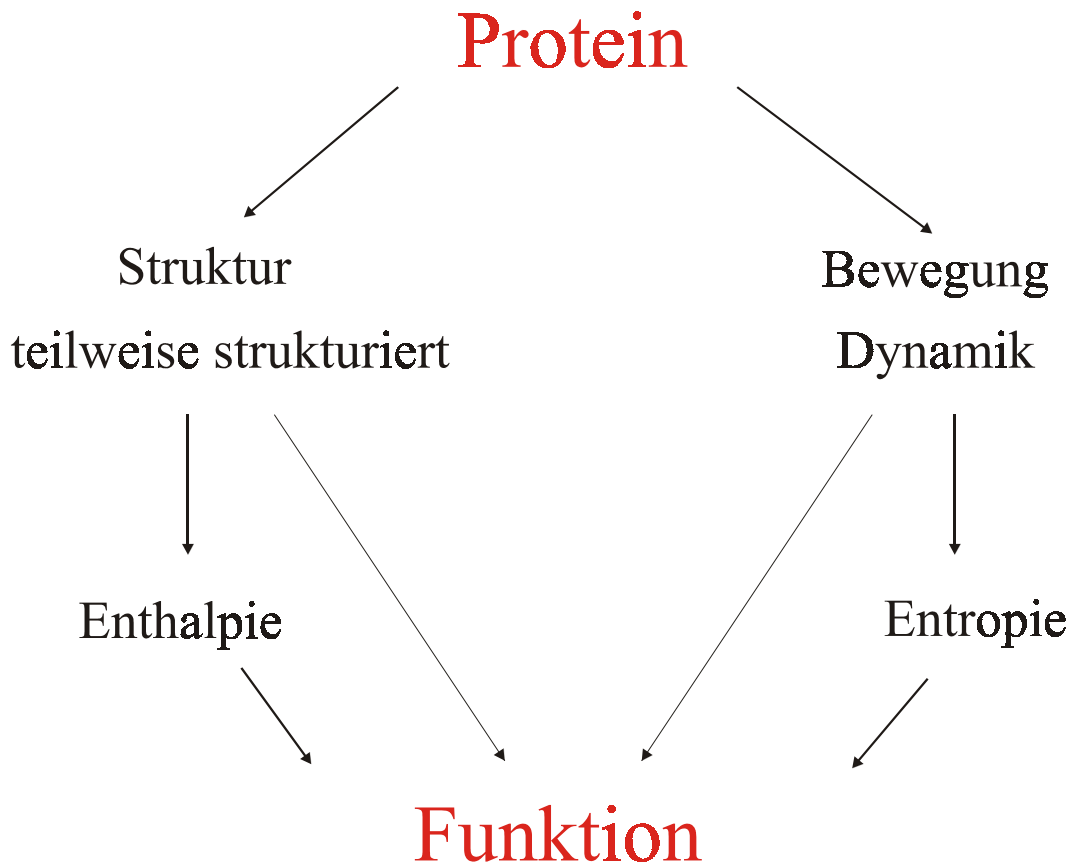 Protein
Struktur
teilweise strukturiert
Bewegung
Dynamik
Enthalpie
Entropie
Funktion